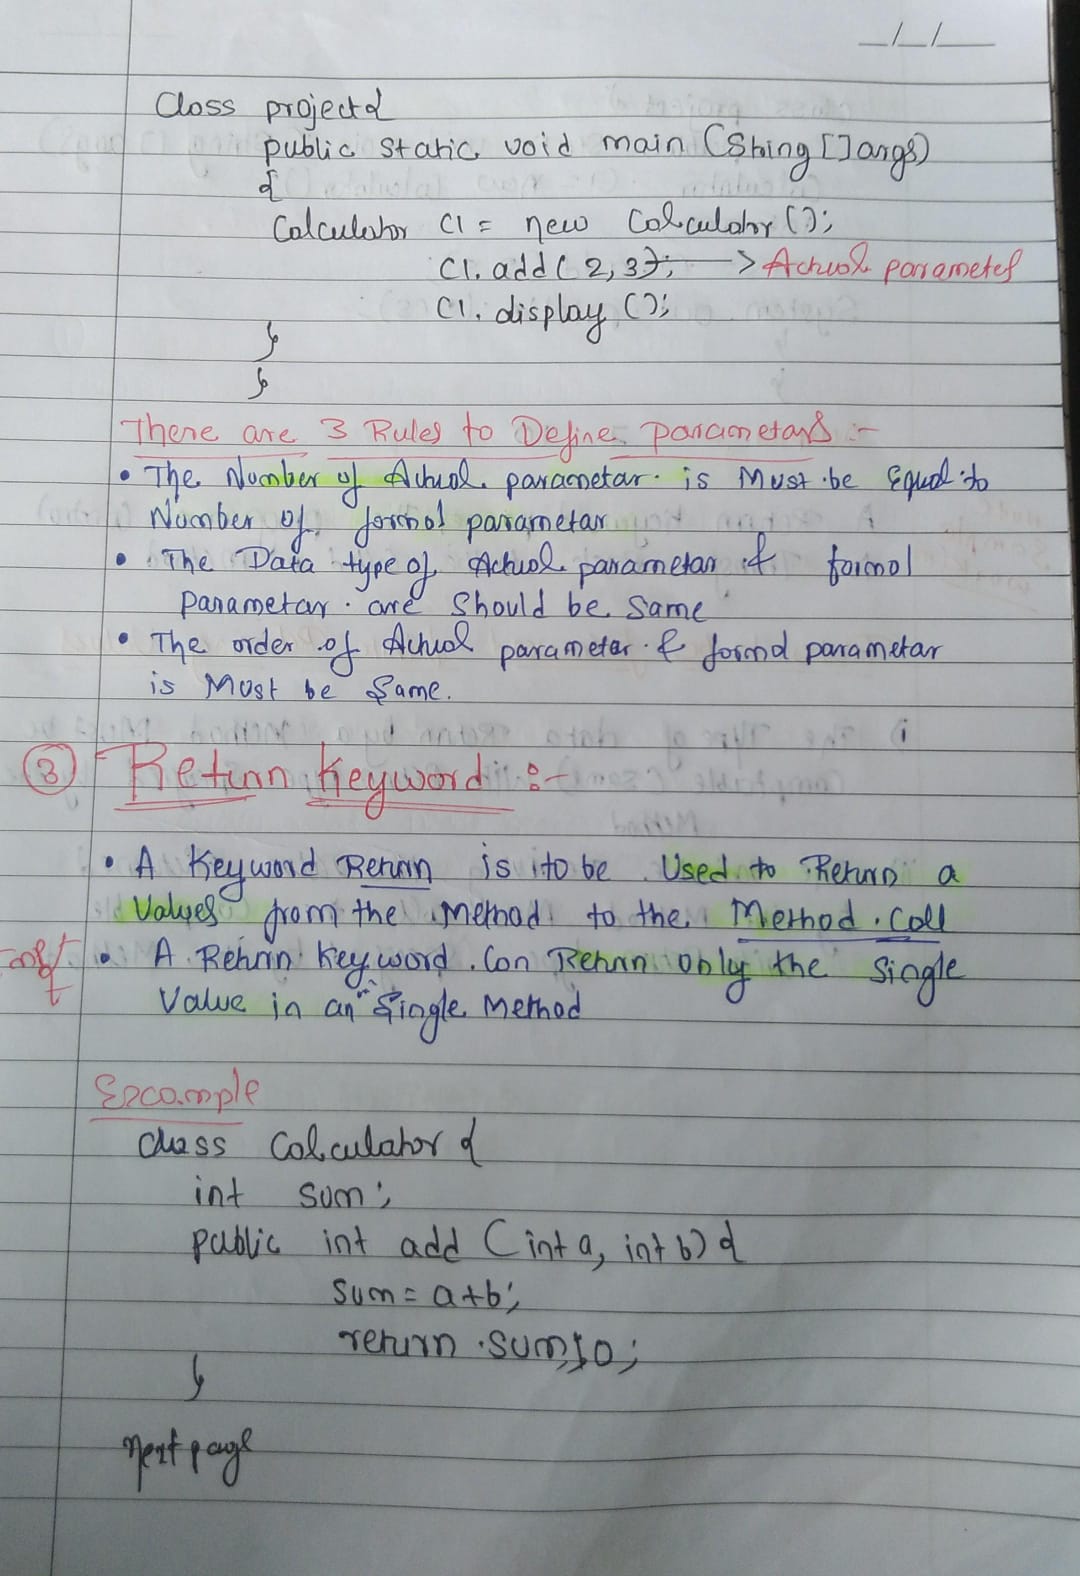 _/_/_
Class project{
public static void main (String []args)
{
Calculator C1 = new Calculator ();
C1. add ( 2, 3); —> Actual parameter
C1. display ();
}
}
There are 3 Rules to Define parametars :-
• The Number of Actual parametar is Must be Equal to
Number of formal parametar
• The Data type of Actual parametar & formal
Parametar are Should be Same
• The order of Actual parameter & formal parametar
is Must be Same.
③ Return Keyword :-
• A Keyword Return is to be Used to Return a
Values from the Method to the Method Call
• A Return Keyword Can Return only the Single
Value in an Single Method
Example
Class Calculator {
int sum;
public int add (int a, int b) {
sum = a+b;
return sum
}
Next page